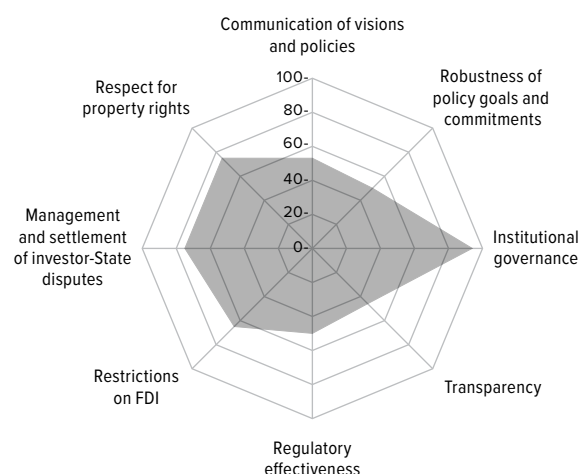 Communication of visions
and policies
Robustness of
policy goals and
commitments
Respect for
property rights
100-
80-
60-
40-
20-
0-
Management
and settlement
of investor-State
disputes
Institutional
governance
Restrictions
on FDI
Transparency
Regulatory
effectiveness